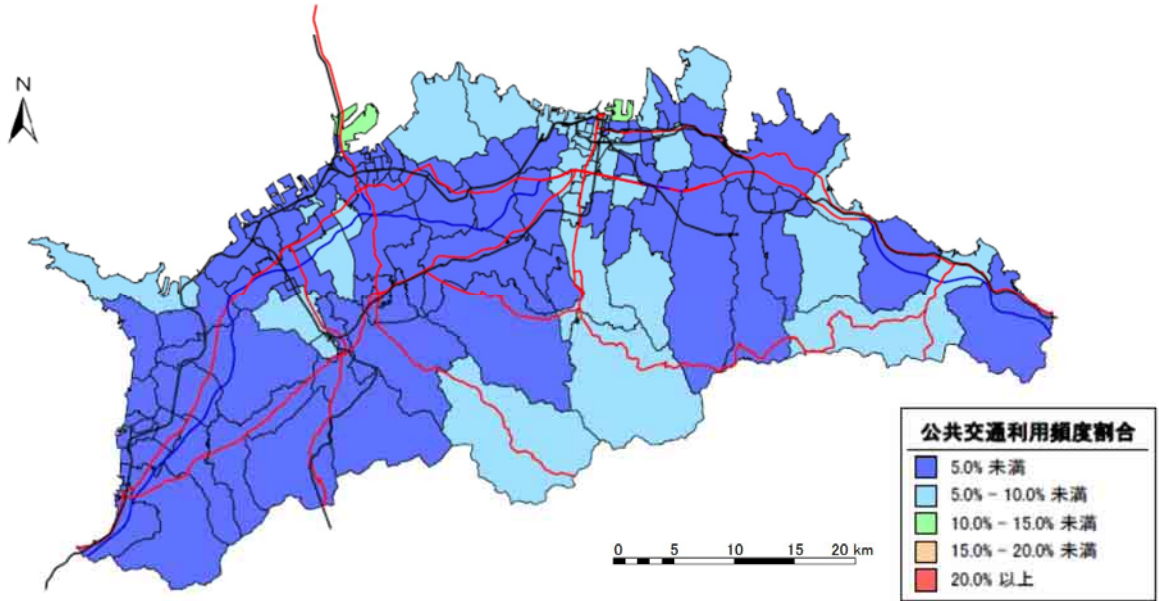 N
公共交通利用頻度割合
5.0% 未満
5.0% - 10.0% 未満
10.0% - 15.0% 未満
15.0% - 20.0% 未満
20.0% 以上
0 5 10 15 20 km